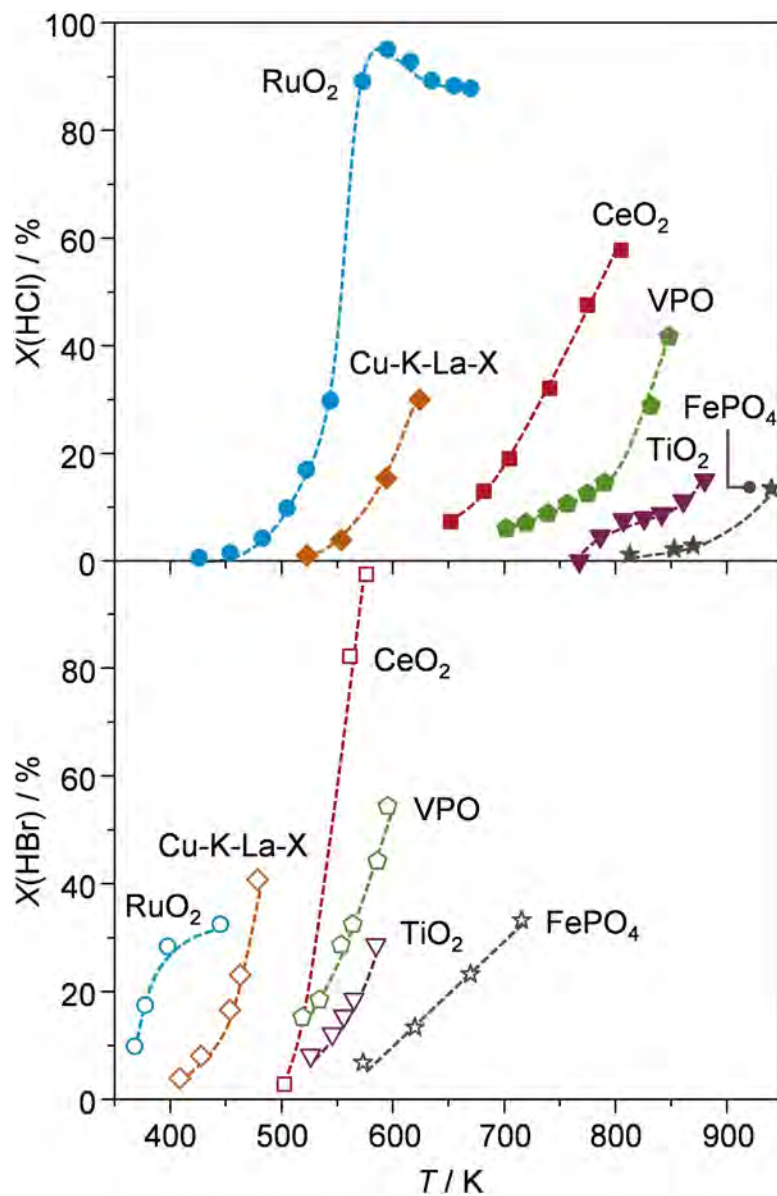 100
80
60
40
20
0
X(HCl) / %
RuO₂
CeO₂
VPO
Cu-K-La-X
FePO₄
TiO₂
80
60
40
20
0
X(HBr) / %
CeO₂
VPO
Cu-K-La-X
RuO₂
TiO₂
FePO₄
400 500 600 700 800 900
T / K